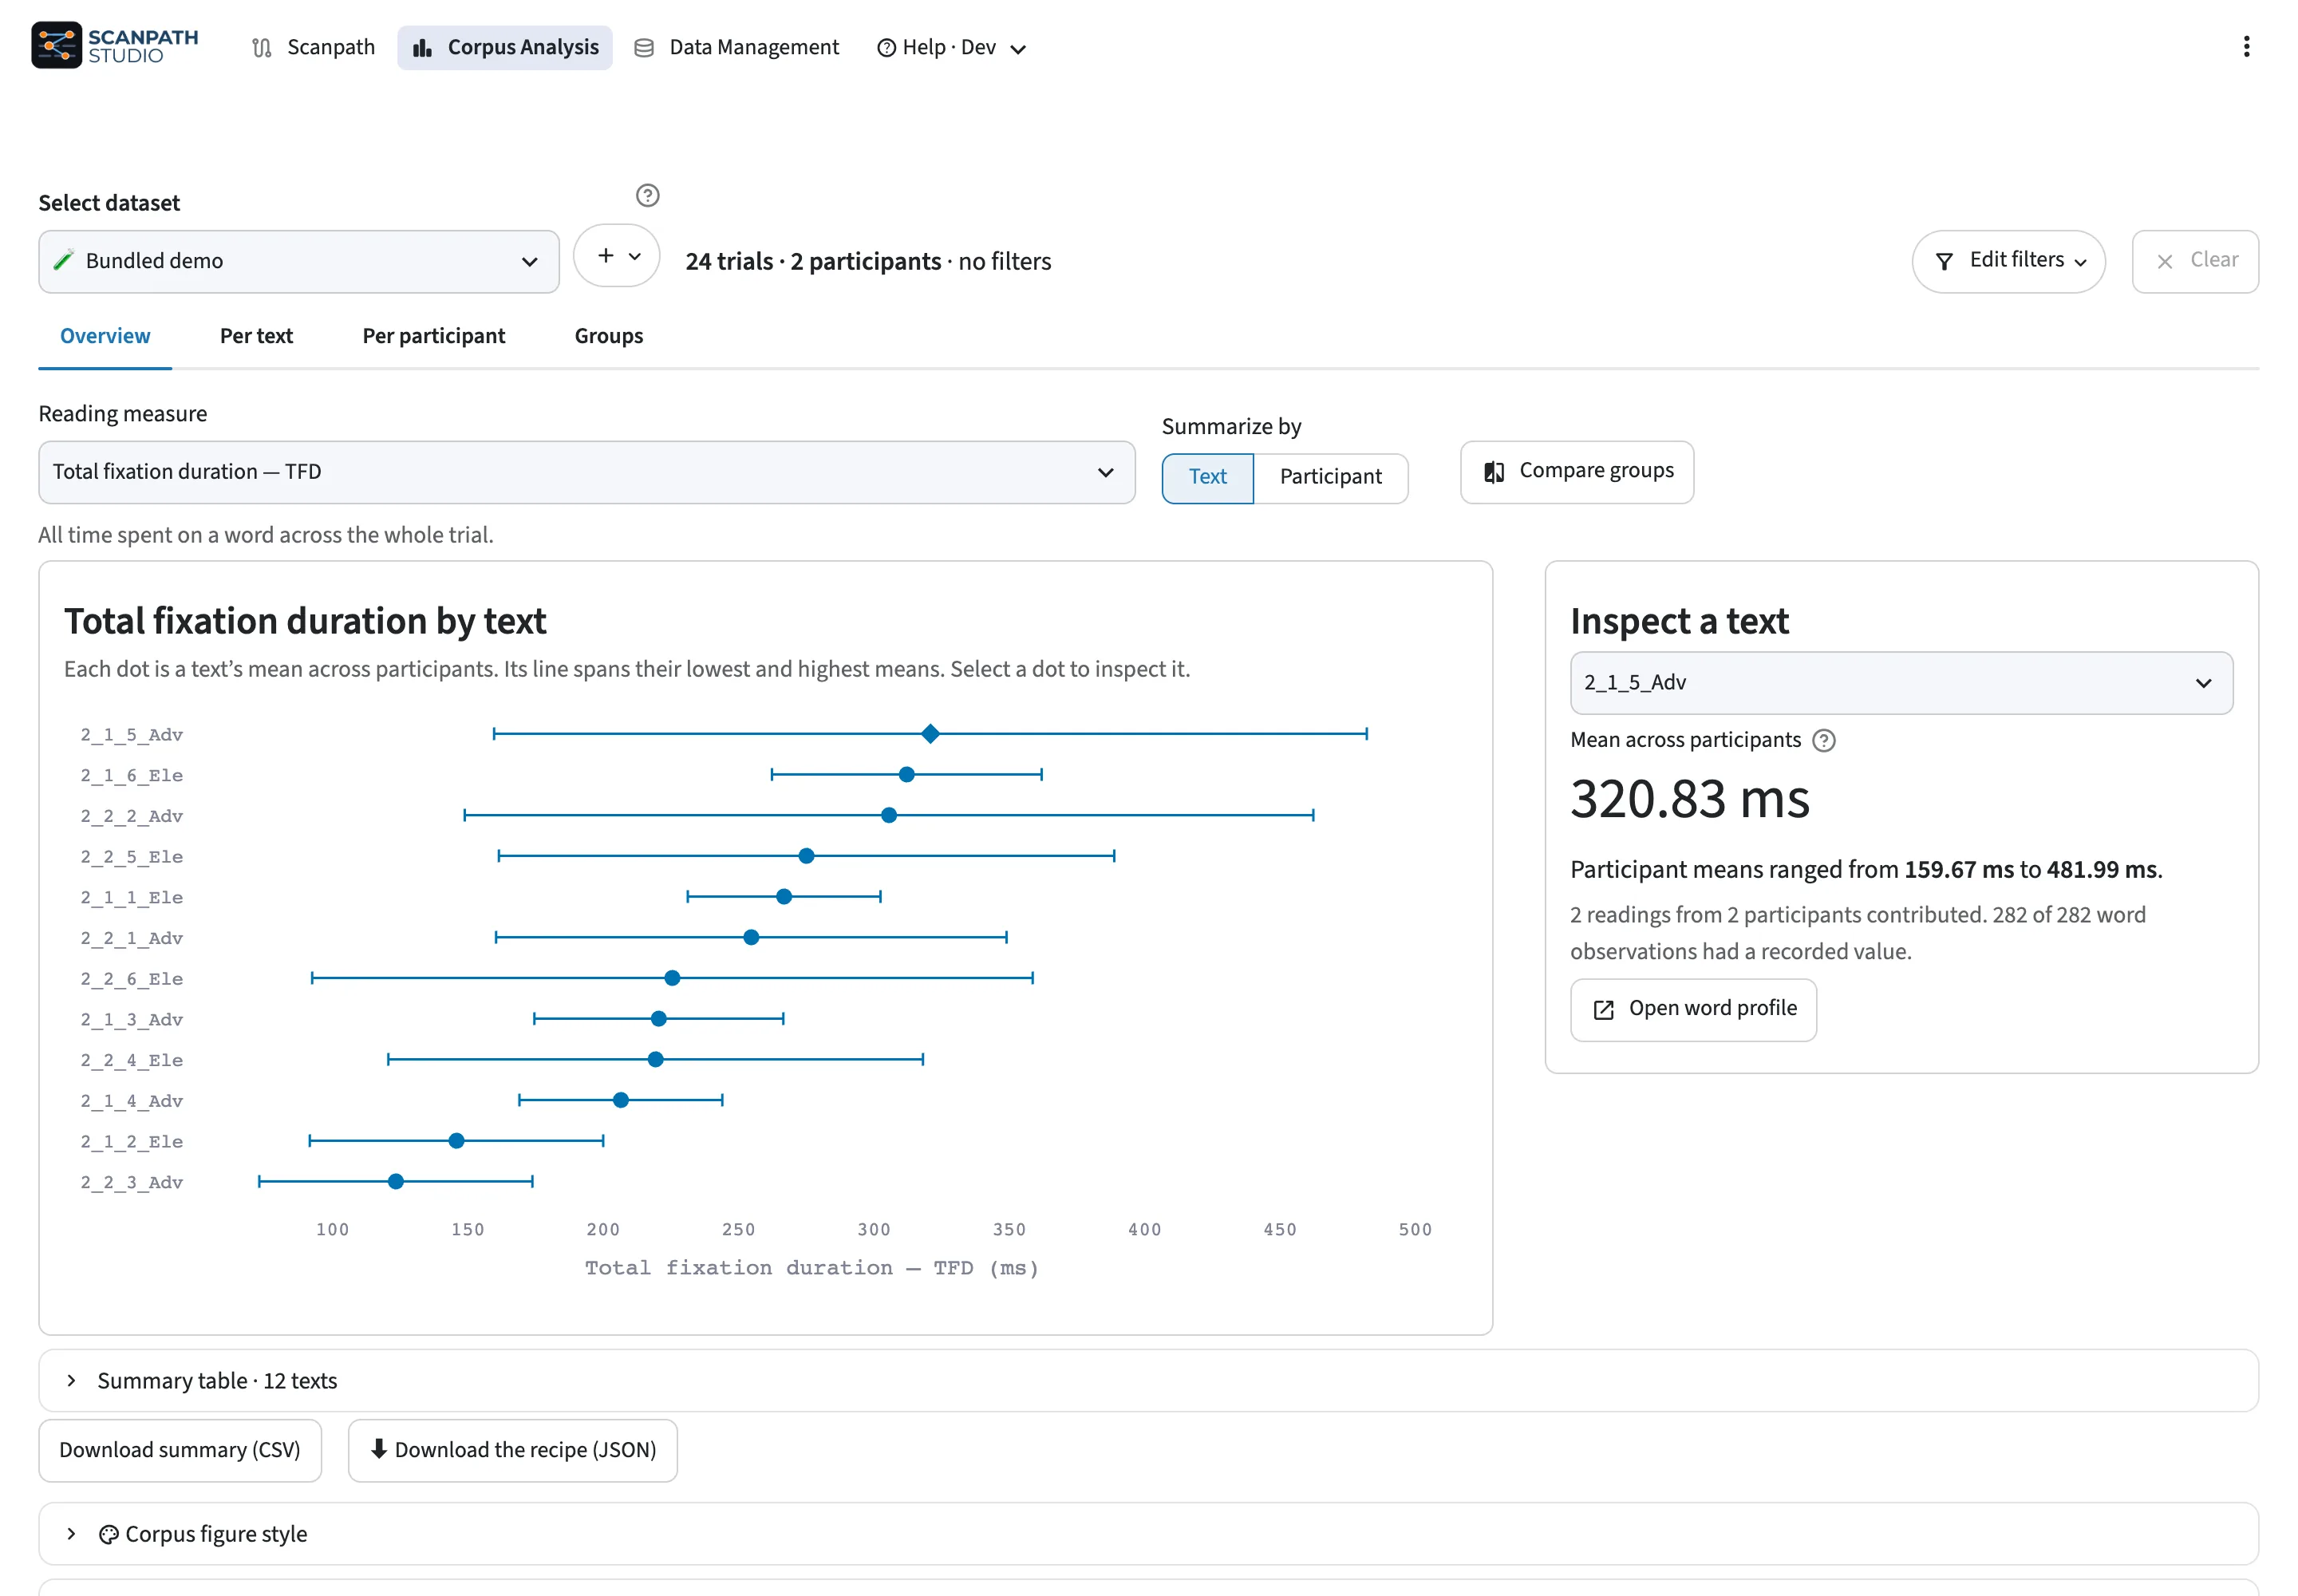 SCANPATH
STUDIO
Scanpath
Corpus Analysis
Data Management
Help · Dev
Select dataset
Bundled demo
+
24 trials · 2 participants · no filters
Edit filters
Clear
Overview
Per text
Per participant
Groups
Reading measure
Total fixation duration — TFD
Summarize by
Text
Participant
Compare groups
All time spent on a word across the whole trial.
Total fixation duration by text
Each dot is a text’s mean across participants. Its line spans their lowest and highest means. Select a dot to inspect it.
2_1_5_Adv
2_1_6_Ele
2_2_2_Adv
2_2_5_Ele
2_1_1_Ele
2_2_1_Adv
2_2_6_Ele
2_1_3_Adv
2_2_4_Ele
2_1_4_Adv
2_1_2_Ele
2_2_3_Adv
100 150 200 250 300 350 400 450 500
Total fixation duration — TFD (ms)
Inspect a text
2_1_5_Adv
Mean across participants
320.83 ms
Participant means ranged from 159.67 ms to 481.99 ms.
2 readings from 2 participants contributed. 282 of 282 word
observations had a recorded value.
Open word profile
Summary table · 12 texts
Download summary (CSV)
Download the recipe (JSON)
Corpus figure style